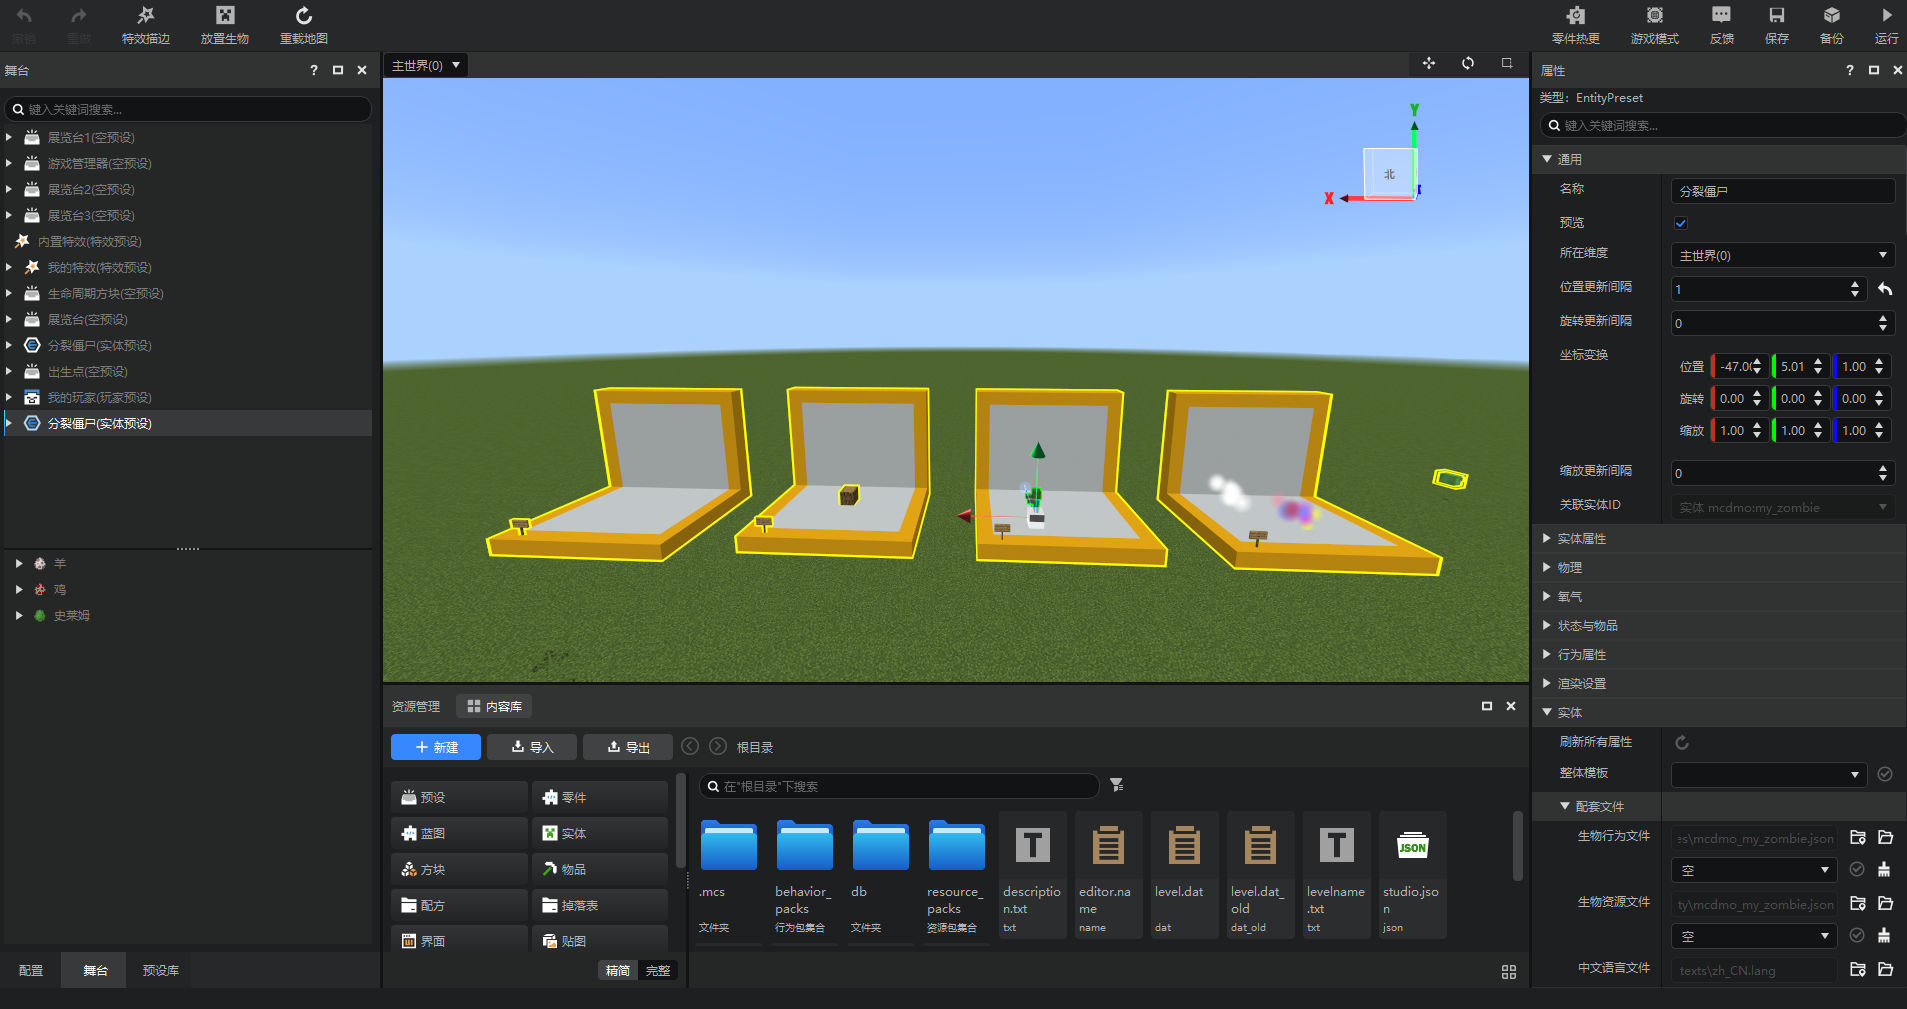 撤销
重做
特效描边
放置生物
重载地图
零件热更
游戏模式
反馈
保存
备份
运行
舞台
?
键入关键词搜索...
展览台1(空预设)
游戏管理器(空预设)
展览台2(空预设)
展览台3(空预设)
内置特效(特效预设)
我的特效(特效预设)
生命周期方块(空预设)
展览台(空预设)
分裂僵尸(实体预设)
出生点(空预设)
我的玩家(玩家预设)
分裂僵尸(实体预设)
羊
鸡
史莱姆
配置
舞台
预设库
主世界(0)
Y
北
X
资源管理
内容库
新建
导入
导出
根目录
预设
零件
蓝图
实体
方块
物品
配方
掉落表
界面
贴图
精简
完整
在"根目录"下搜索
.mcs
文件夹
behavior_
packs
行为包集合
db
文件夹
resource_
packs
资源包集合
T
descriptio
n.txt
txt
editor.na
me
name
level.dat
dat
level.dat_
old
dat_old
T
levelname
.txt
txt
JSON
studio.jso
n
json
属性
?
类型: EntityPreset
键入关键词搜索...
通用
名称
分裂僵尸
预览
所在维度
主世界(0)
位置更新间隔
1
旋转更新间隔
0
坐标变换
位置 -47.0 5.01 1.00
旋转 0.00 0.00 0.00
缩放 1.00 1.00 1.00
缩放更新间隔
0
关联实体ID
实体 mcdmo:my_zombie
实体属性
物理
氧气
状态与物品
行为属性
渲染设置
实体
刷新所有属性
整体模板
配套文件
生物行为文件
es\mcdmo_my_zombie.json
空
生物资源文件
ty\mcdmo_my_zombie.json
空
中文语言文件
texts\zh_CN.lang